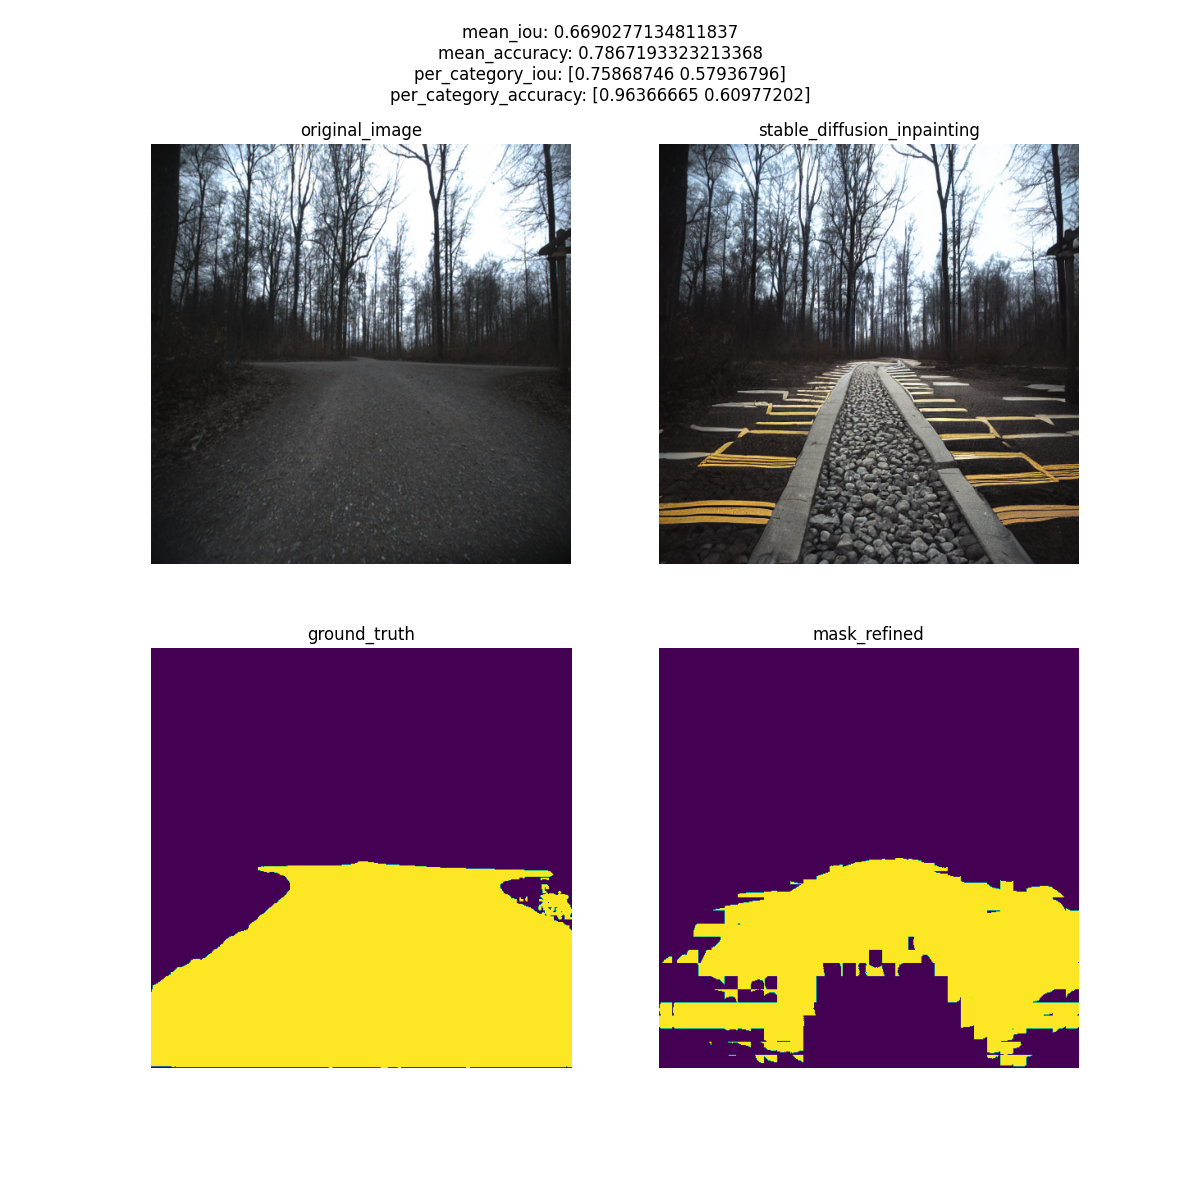 mean_iou: 0.6690277134811837
mean_accuracy: 0.7867193323213368
per_category_iou: [0.75868746 0.57936796]
per_category_accuracy: [0.96366665 0.60977202]
original_image
stable_diffusion_inpainting
ground_truth
mask_refined